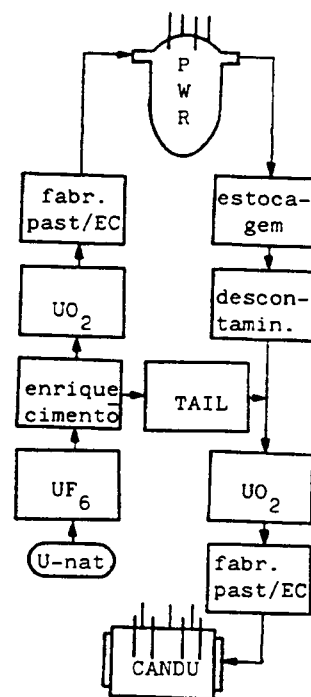 P
W
R
fabr.
past/EC
estoca-
gem
UO₂
descon-
tamin.
enrique
cimento
TAIL
UF₆
UO₂
U-nat
fabr.
past/EC
CANDU